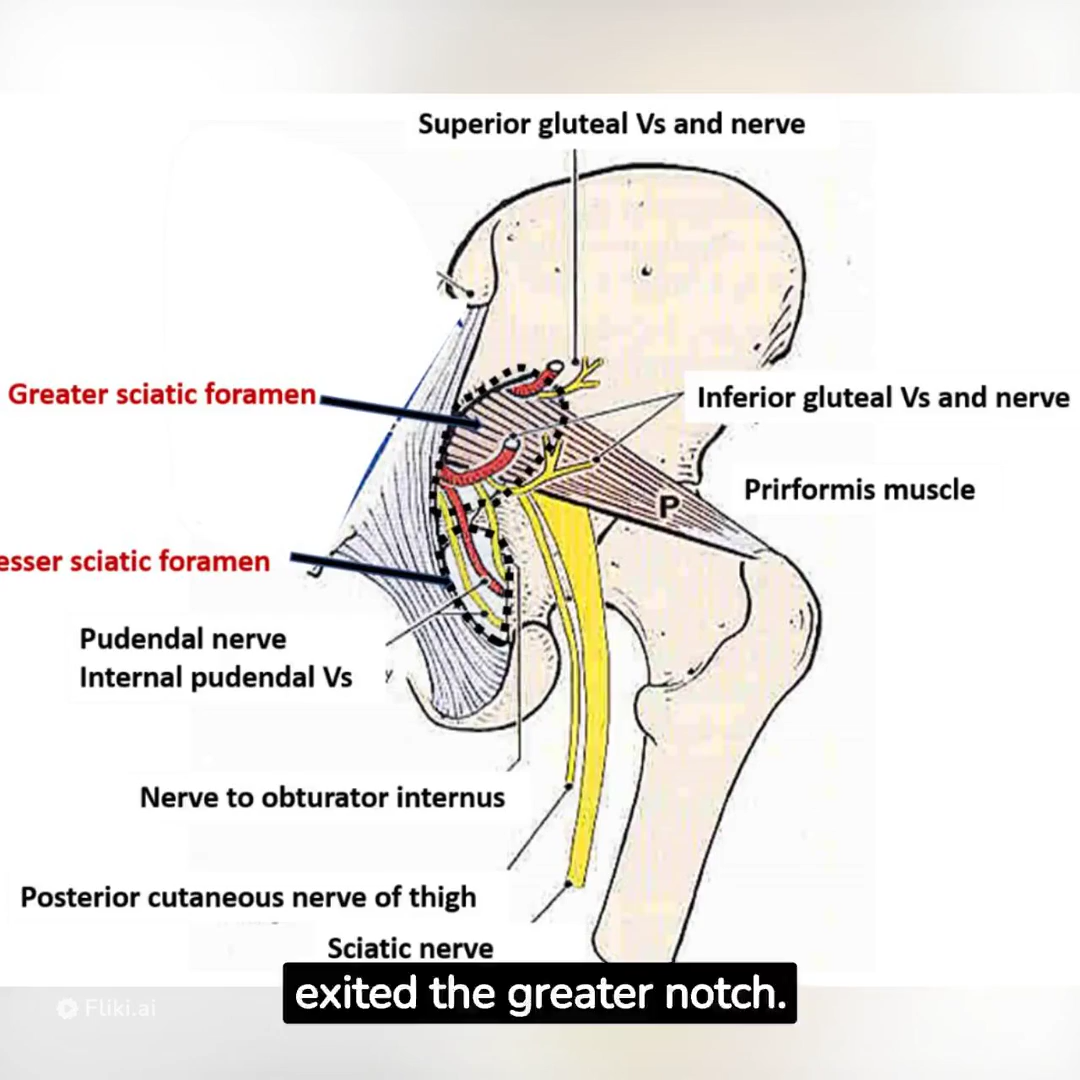 Superior gluteal Vs and nerve
Greater sciatic foramen
Inferior gluteal Vs and nerve
Prirformis muscle
P
esser sciatic foramen
Pudendal nerve
Internal pudendal Vs
Nerve to obturator internus
Posterior cutaneous nerve of thigh
Sciatic nerve
exited the greater notch.
Fliki.ai